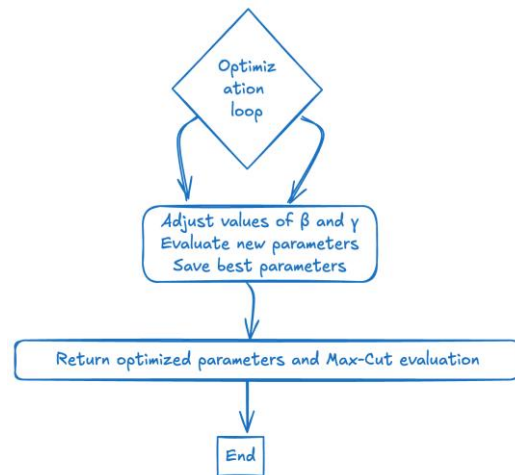 Optimiz
ation
loop
Adjust values of β and γ
Evaluate new parameters
Save best parameters
Return optimized parameters and Max-Cut evaluation
End